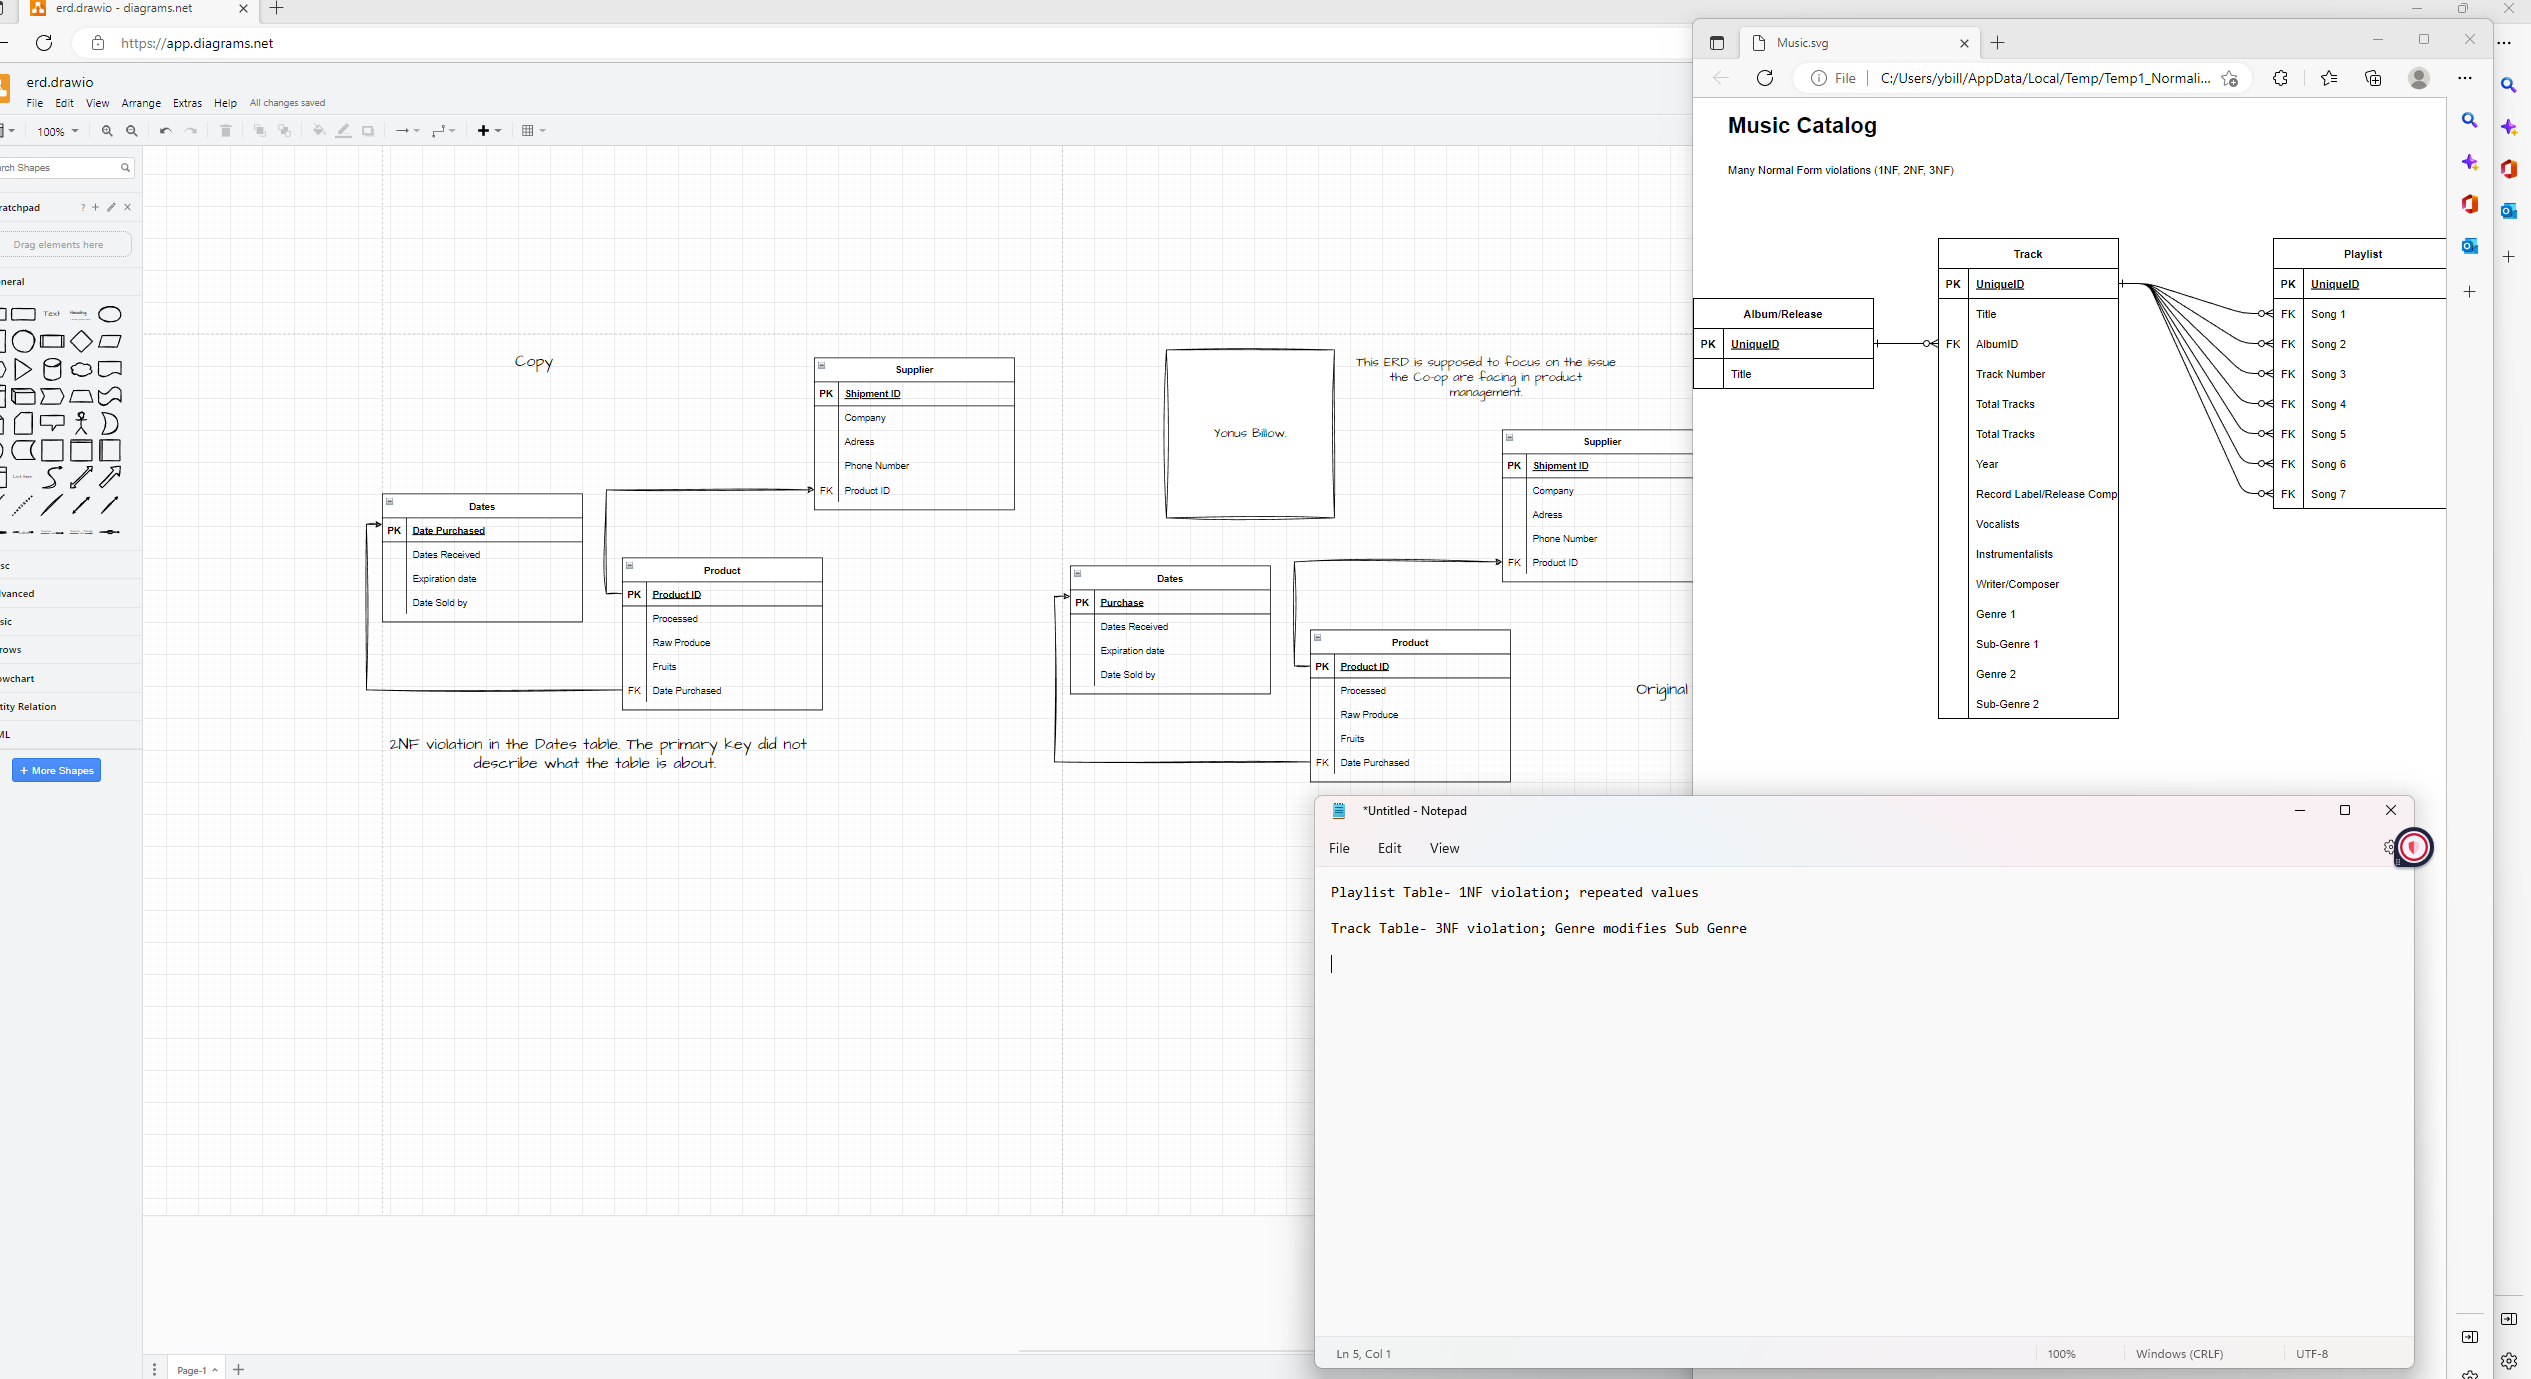 erd.drawio - diagrams.net
https://app.diagrams.net
erd.drawio
File Edit View Arrange Extras Help All changes saved
100%
rch Shapes
ratchpad ?
Drag elements here
neral
Text Heading
sc
vanced
sic
rows
owchart
tity Relation
ML
+ More Shapes
Copy
Supplier
PK Shipment ID
Company
Adress
Phone Number
FK Product ID
Dates
PK Date Purchased
Dates Received
Expiration date
Date Sold by
Product
PK Product ID
Processed
Raw Produce
Fruits
FK Date Purchased
2NF violation in the Dates table. The primary key did not
describe what the table is about.
Yonus Billow.
This ERD is supposed to focus on the issue
the Co-op are facing in product
management.
Supplier
PK Shipment ID
Company
Adress
Phone Number
FK Product ID
Dates
PK Purchase
Dates Received
Expiration date
Date Sold by
Product
PK Product ID
Processed
Raw Produce
Fruits
FK Date Purchased
Original
Page-1
Music.svg
File C:/Users/ybill/AppData/Local/Temp/Temp1_Normali...
Music Catalog
Many Normal Form violations (1NF, 2NF, 3NF)
Album/Release
PK UniqueID
Title
Track
PK UniqueID
Title
FK AlbumID
Track Number
Total Tracks
Total Tracks
Year
Record Label/Release Comp
Vocalists
Instrumentalists
Writer/Composer
Genre 1
Sub-Genre 1
Genre 2
Sub-Genre 2
Playlist
PK UniqueID
FK Song 1
FK Song 2
FK Song 3
FK Song 4
FK Song 5
FK Song 6
FK Song 7
*Untitled - Notepad
File Edit View
Playlist Table- 1NF violation; repeated values
Track Table- 3NF violation; Genre modifies Sub Genre
Ln 5, Col 1 100% Windows (CRLF) UTF-8